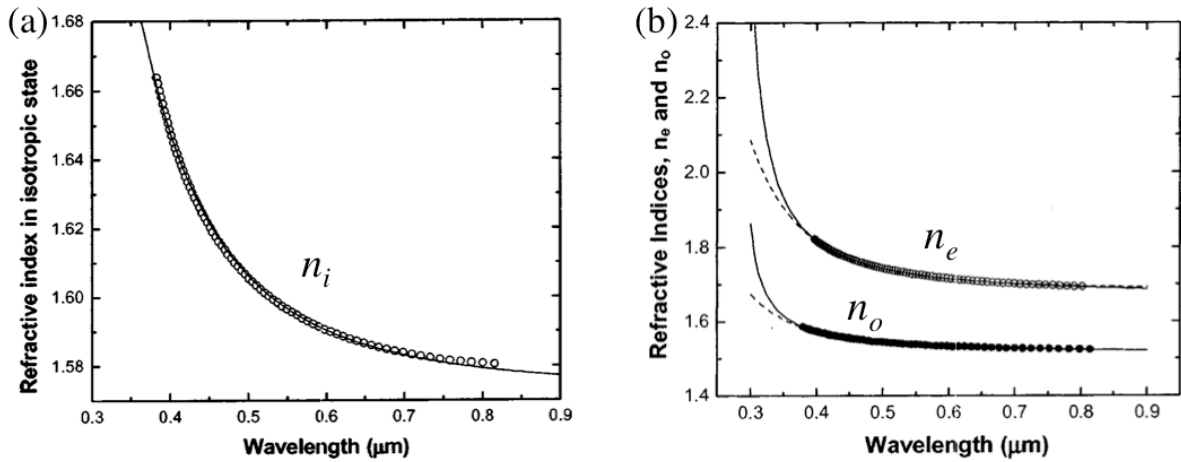 (a)
1.68
1.66
1.64
1.62
1.60
1.58
Refractive index in isotropic state
n_i
0.3 0.4 0.5 0.6 0.7 0.8 0.9
Wavelength (μm)
(b)
2.4
2.2
2.0
1.8
1.6
1.4
Refractive Indices, n_e and n_o
n_e
n_o
0.3 0.4 0.5 0.6 0.7 0.8 0.9
Wavelength (μm)